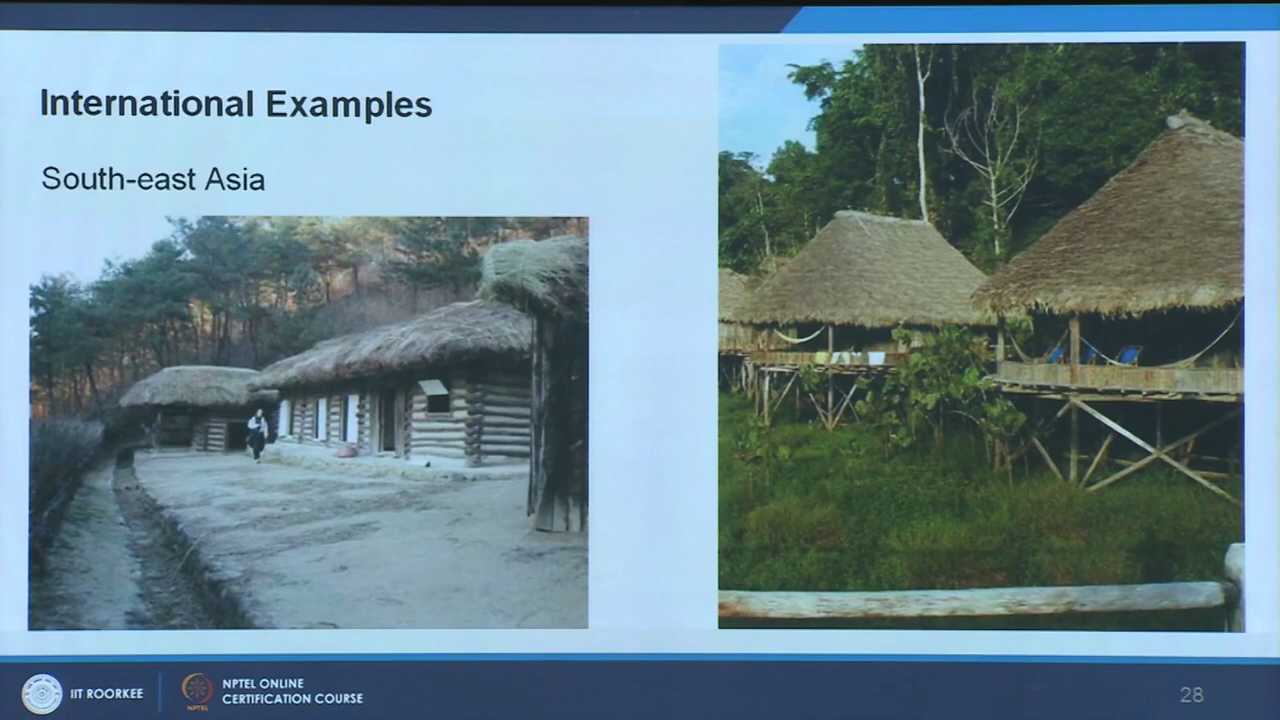 International Examples
South-east Asia
IIT ROORKEE
NPTEL
NPTEL ONLINE
CERTIFICATION COURSE
28